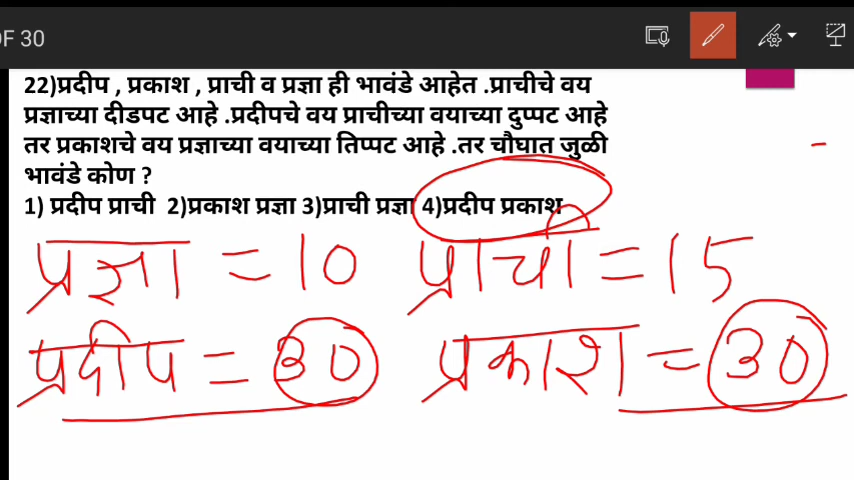 OF 30
22)प्रदीप , प्रकाश , प्राची व प्रज्ञा ही भावंडे आहेत .प्राचीचे वय
प्रज्ञाच्या दीडपट आहे .प्रदीपचे वय प्राचीच्या वयाच्या दुप्पट आहे
तर प्रकाशचे वय प्रज्ञाच्या वयाच्या तिप्पट आहे .तर चौघात जुळी
भावंडे कोण ?
1) प्रदीप प्राची 2)प्रकाश प्रज्ञा 3)प्राची प्रज्ञा 4)प्रदीप प्रकाश
प्रज्ञा = 10 प्राची = 15
प्रदीप = 30 प्रकाश = 30